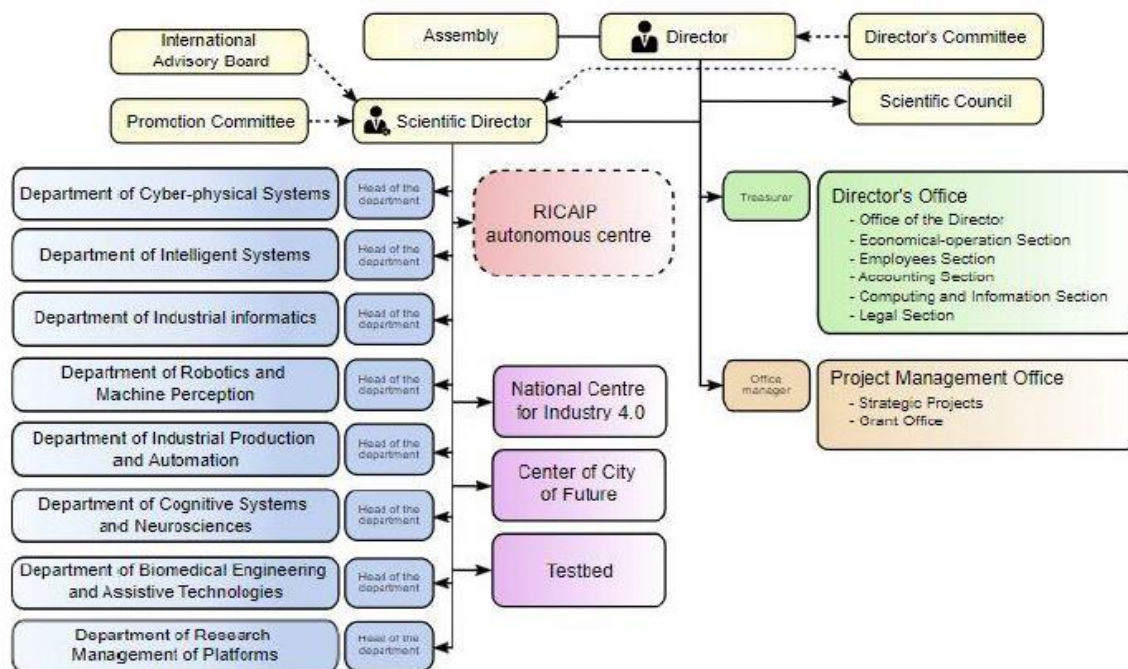 International
Advisory Board
Assembly
Director
Director's Committee
Promotion Committee
Scientific Director
Scientific Council
Department of Cyber-physical Systems
Head of the
department
RICAIP
autonomous centre
Treasurer
Director's Office
- Office of the Director
- Economical-operation Section
- Employees Section
- Accounting Section
- Computing and Information Section
- Legal Section
Department of Intelligent Systems
Head of the
department
Department of Industrial informatics
Head of the
department
Department of Robotics and
Machine Perception
Head of the
department
National Centre
for Industry 4.0
Office
manager
Project Management Office
- Strategic Projects
- Grant Office
Department of Industrial Production
and Automation
Head of the
department
Center of City
of Future
Department of Cognitive Systems
and Neurosciences
Head of the
department
Department of Biomedical Engineering
and Assistive Technologies
Head of the
department
Testbed
Department of Research
Management of Platforms
Head of the
department